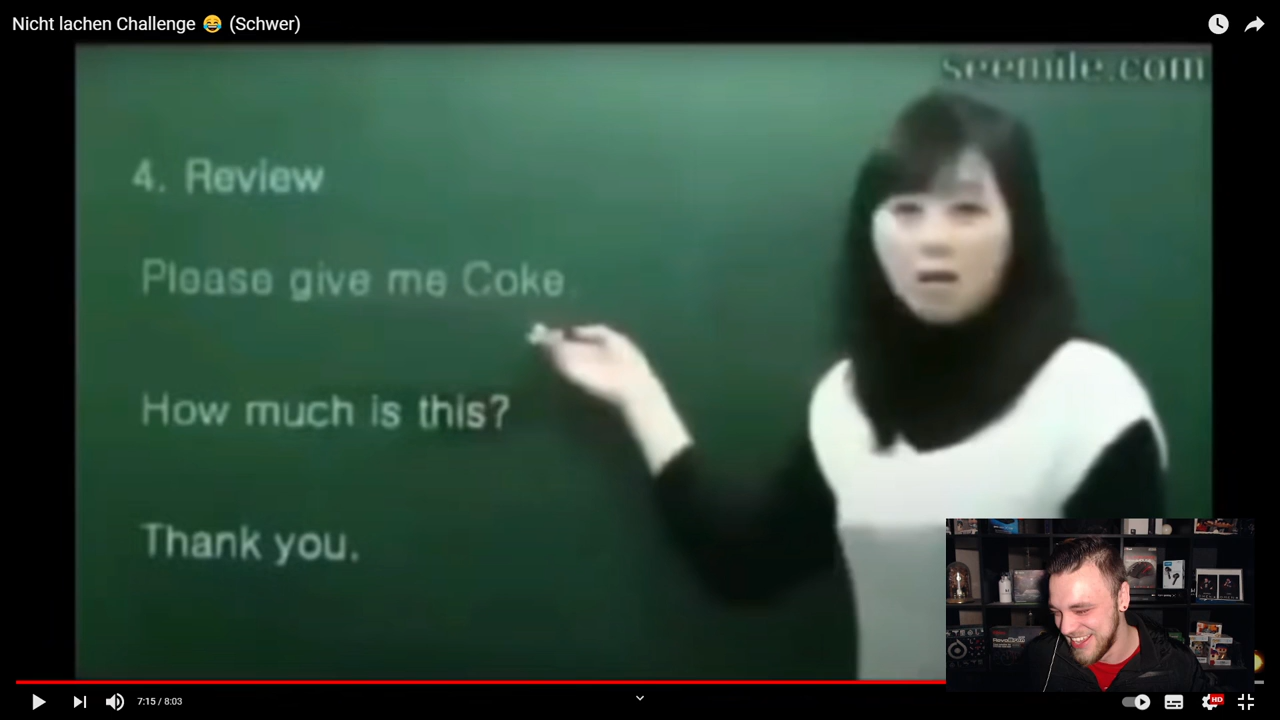 Nicht lachen Challenge 😂 (Schwer)
seemile.com
4. Review
Please give me Coke.
How much is this?
Thank you.
7:15 / 8:03
HD